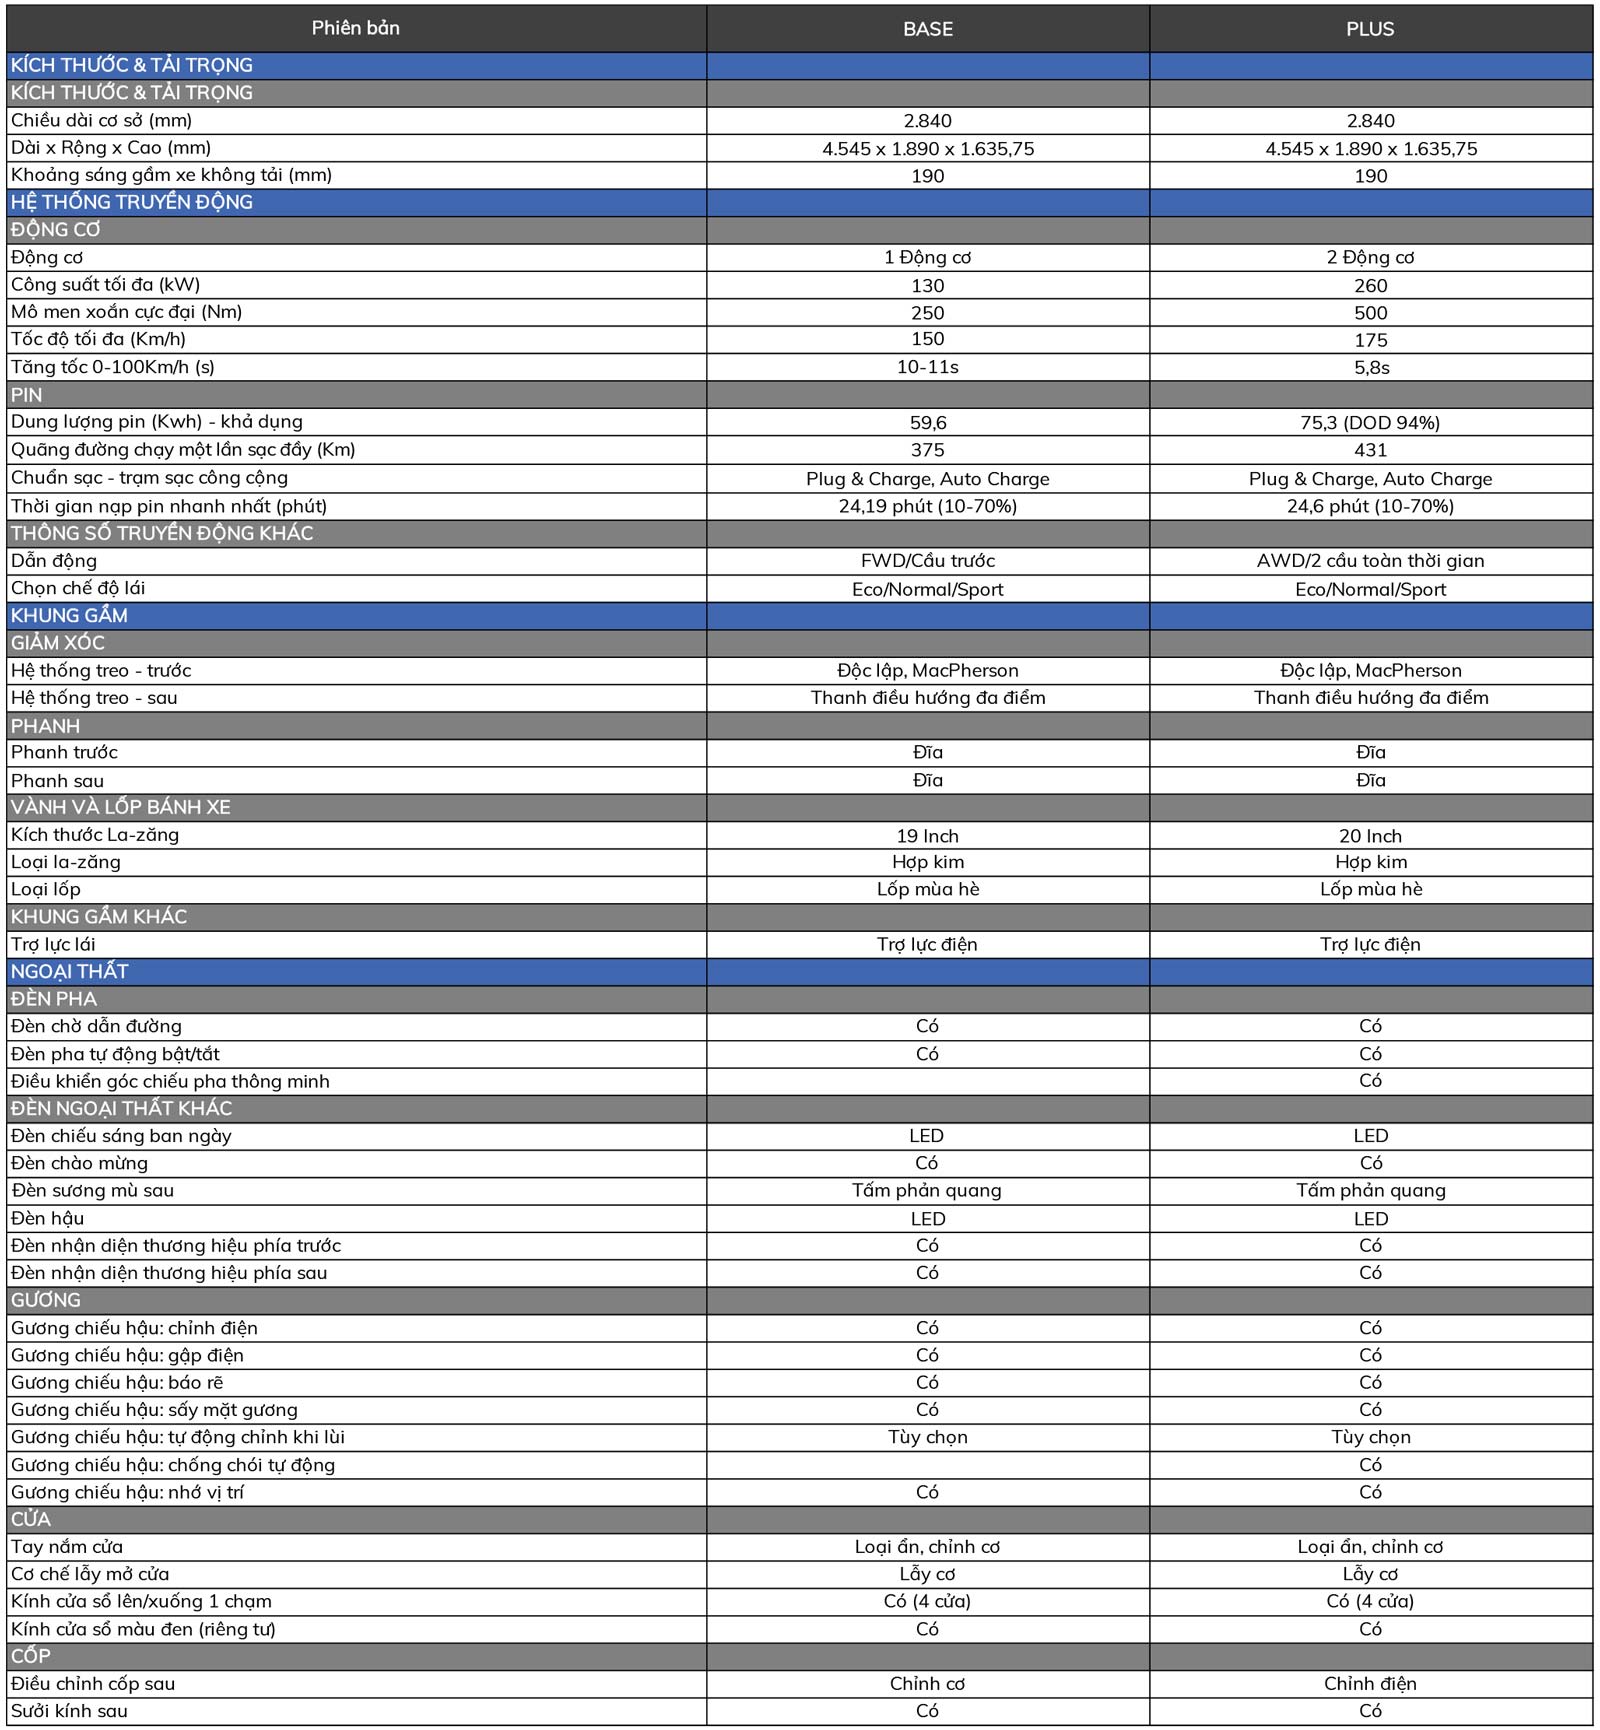 Phiên bản BASE PLUS
KÍCH THƯỚC & TẢI TRỌNG
KÍCH THƯỚC & TẢI TRỌNG
Chiều dài cơ sở (mm) 2.840 2.840
Dài x Rộng x Cao (mm) 4.545 x 1.890 x 1.635,75 4.545 x 1.890 x 1.635,75
Khoảng sáng gầm xe không tải (mm) 190 190
HỆ THỐNG TRUYỀN ĐỘNG
ĐỘNG CƠ
Động cơ 1 Động cơ 2 Động cơ
Công suất tối đa (kW) 130 260
Mô men xoắn cực đại (Nm) 250 500
Tốc độ tối đa (Km/h) 150 175
Tăng tốc 0-100Km/h (s) 10-11s 5,8s
PIN
Dung lượng pin (Kwh) - khả dụng 59,6 75,3 (DOD 94%)
Quãng đường chạy một lần sạc đầy (Km) 375 431
Chuẩn sạc - trạm sạc công cộng Plug & Charge, Auto Charge Plug & Charge, Auto Charge
Thời gian nạp pin nhanh nhất (phút) 24,19 phút (10-70%) 24,6 phút (10-70%)
THÔNG SỐ TRUYỀN ĐỘNG KHÁC
Dẫn động FWD/Cầu trước AWD/2 cầu toàn thời gian
Chọn chế độ lái Eco/Normal/Sport Eco/Normal/Sport
KHUNG GẦM
GIẢM XÓC
Hệ thống treo - trước Độc lập, MacPherson Độc lập, MacPherson
Hệ thống treo - sau Thanh điều hướng đa điểm Thanh điều hướng đa điểm
PHANH
Phanh trước Đĩa Đĩa
Phanh sau Đĩa Đĩa
VÀNH VÀ LỐP BÁNH XE
Kích thước La-zăng 19 Inch 20 Inch
Loại la-zăng Hợp kim Hợp kim
Loại lốp Lốp mùa hè Lốp mùa hè
KHUNG GẦM KHÁC
Trợ lực lái Trợ lực điện Trợ lực điện
NGOẠI THẤT
ĐÈN PHA
Đèn chờ dẫn đường Có Có
Đèn pha tự động bật/tắt Có Có
Điều khiển góc chiếu pha thông minh Có
ĐÈN NGOẠI THẤT KHÁC
Đèn chiếu sáng ban ngày LED LED
Đèn chào mừng Có Có
Đèn sương mù sau Tấm phản quang Tấm phản quang
Đèn hậu LED LED
Đèn nhận diện thương hiệu phía trước Có Có
Đèn nhận diện thương hiệu phía sau Có Có
GƯƠNG
Gương chiếu hậu: chỉnh điện Có Có
Gương chiếu hậu: gập điện Có Có
Gương chiếu hậu: báo rẽ Có Có
Gương chiếu hậu: sấy mặt gương Có Có
Gương chiếu hậu: tự động chỉnh khi lùi Tùy chọn Tùy chọn
Gương chiếu hậu: chống chói tự động Có
Gương chiếu hậu: nhớ vị trí Có Có
CỬA
Tay nắm cửa Loại ẩn, chỉnh cơ Loại ẩn, chỉnh cơ
Cơ chế lẫy mở cửa Lẫy cơ Lẫy cơ
Kính cửa sổ lên/xuống 1 chạm Có (4 cửa) Có (4 cửa)
Kính cửa sổ màu đen (riêng tư) Có Có
CỐP
Điều chỉnh cốp sau Chỉnh cơ Chỉnh điện
Sưởi kính sau Có Có